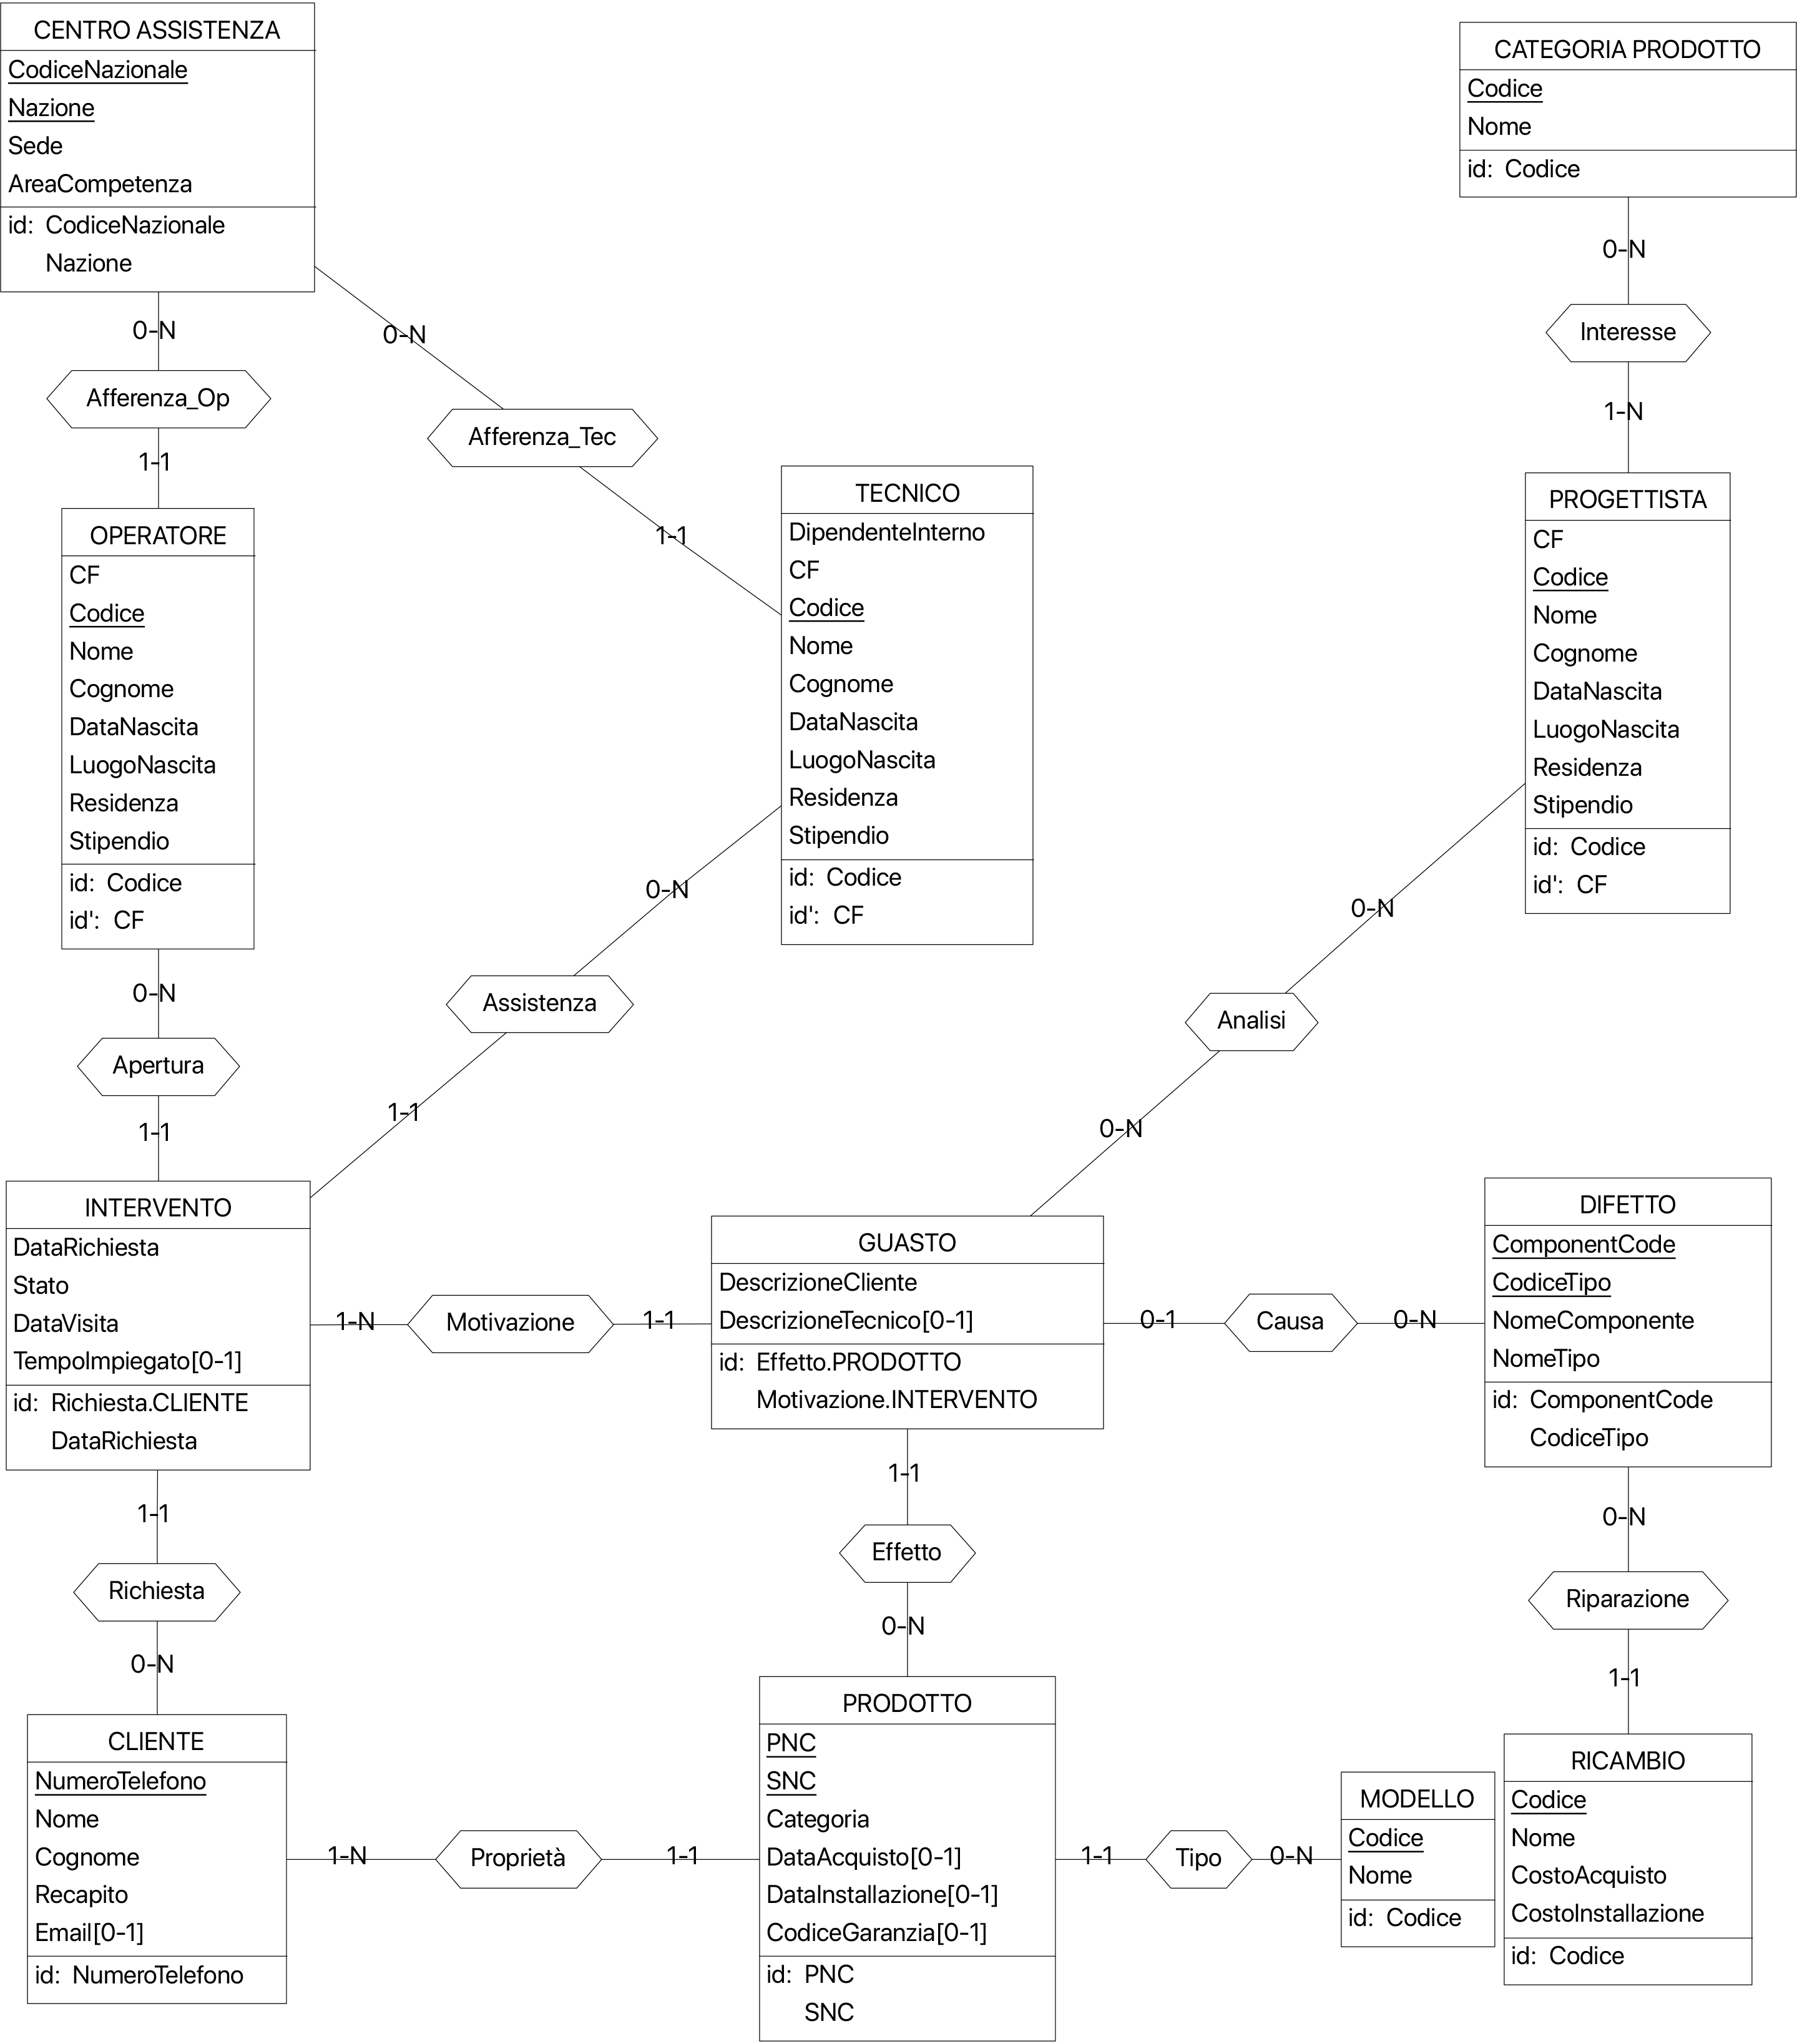 CENTRO ASSISTENZA
CodiceNazionale
Nazione
Sede
AreaCompetenza
id: CodiceNazionale
Nazione
CATEGORIA PRODOTTO
Codice
Nome
id: Codice
0-N
0-N
0-N
Afferenza_Op
Afferenza_Tec
Interesse
1-1
1-1
1-N
OPERATORE
CF
Codice
Nome
Cognome
DataNascita
LuogoNascita
Residenza
Stipendio
id: Codice
id': CF
TECNICO
DipendenteInterno
CF
Codice
Nome
Cognome
DataNascita
LuogoNascita
Residenza
Stipendio
id: Codice
id': CF
PROGETTISTA
CF
Codice
Nome
Cognome
DataNascita
LuogoNascita
Residenza
Stipendio
id: Codice
id': CF
0-N
0-N
0-N
Apertura
Assistenza
Analisi
1-1
1-1
0-N
INTERVENTO
DataRichiesta
Stato
DataVisita
TempoImpiegato[0-1]
id: Richiesta.CLIENTE
DataRichiesta
1-N
Motivazione
1-1
GUASTO
DescrizioneCliente
DescrizioneTecnico[0-1]
id: Effetto.PRODOTTO
Motivazione.INTERVENTO
0-1
Causa
0-N
DIFETTO
ComponentCode
CodiceTipo
NomeComponente
NomeTipo
id: ComponentCode
CodiceTipo
1-1
Richiesta
0-N
1-1
Effetto
0-N
0-N
Riparazione
1-1
CLIENTE
NumeroTelefono
Nome
Cognome
Recapito
Email[0-1]
id: NumeroTelefono
1-N
Proprietà
1-1
PRODOTTO
PNC
SNC
Categoria
DataAcquisto[0-1]
DataInstallazione[0-1]
CodiceGaranzia[0-1]
id: PNC
SNC
1-1
Tipo
0-N
MODELLO
Codice
Nome
id: Codice
RICAMBIO
Codice
Nome
CostoAcquisto
CostoInstallazione
id: Codice